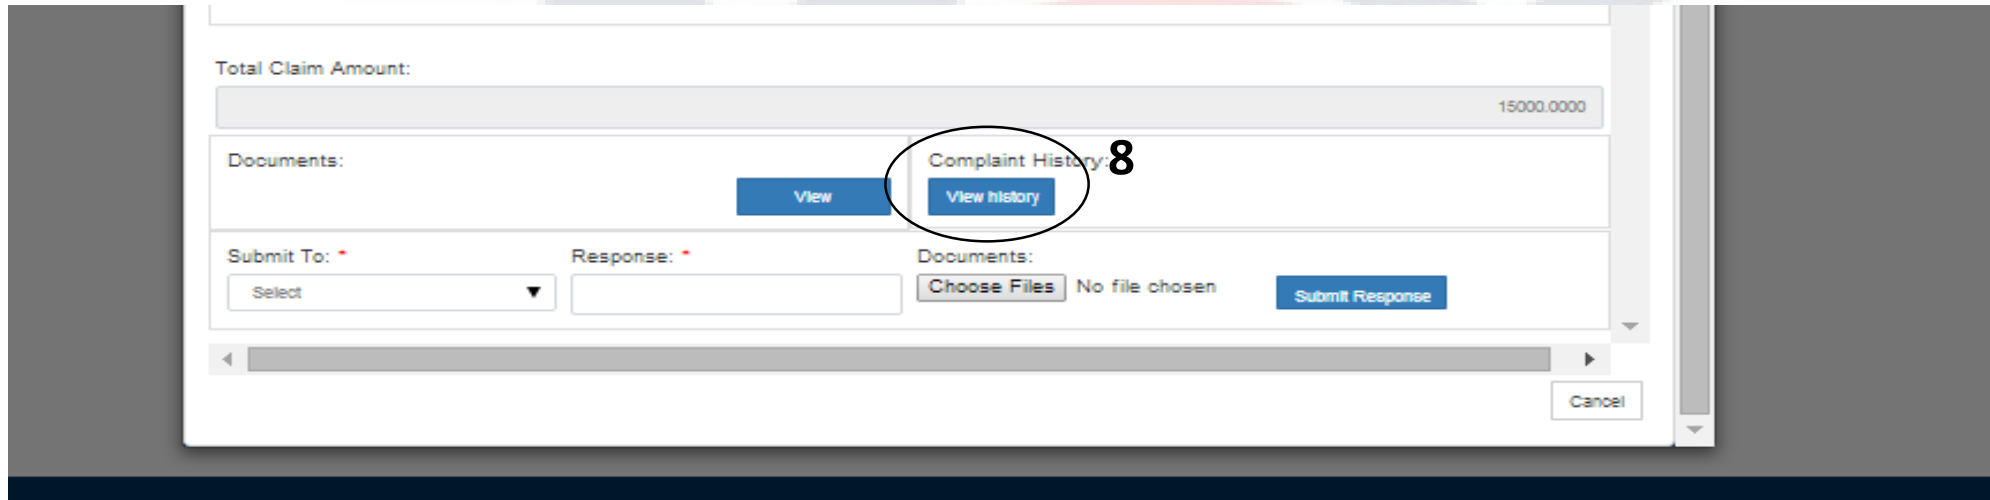 Total Claim Amount:
15000.0000
Documents:
View
Complaint History:
8
View history
Submit To: *
Select
Response: *
Documents:
Choose Files No file chosen
Submit Response
Cancel